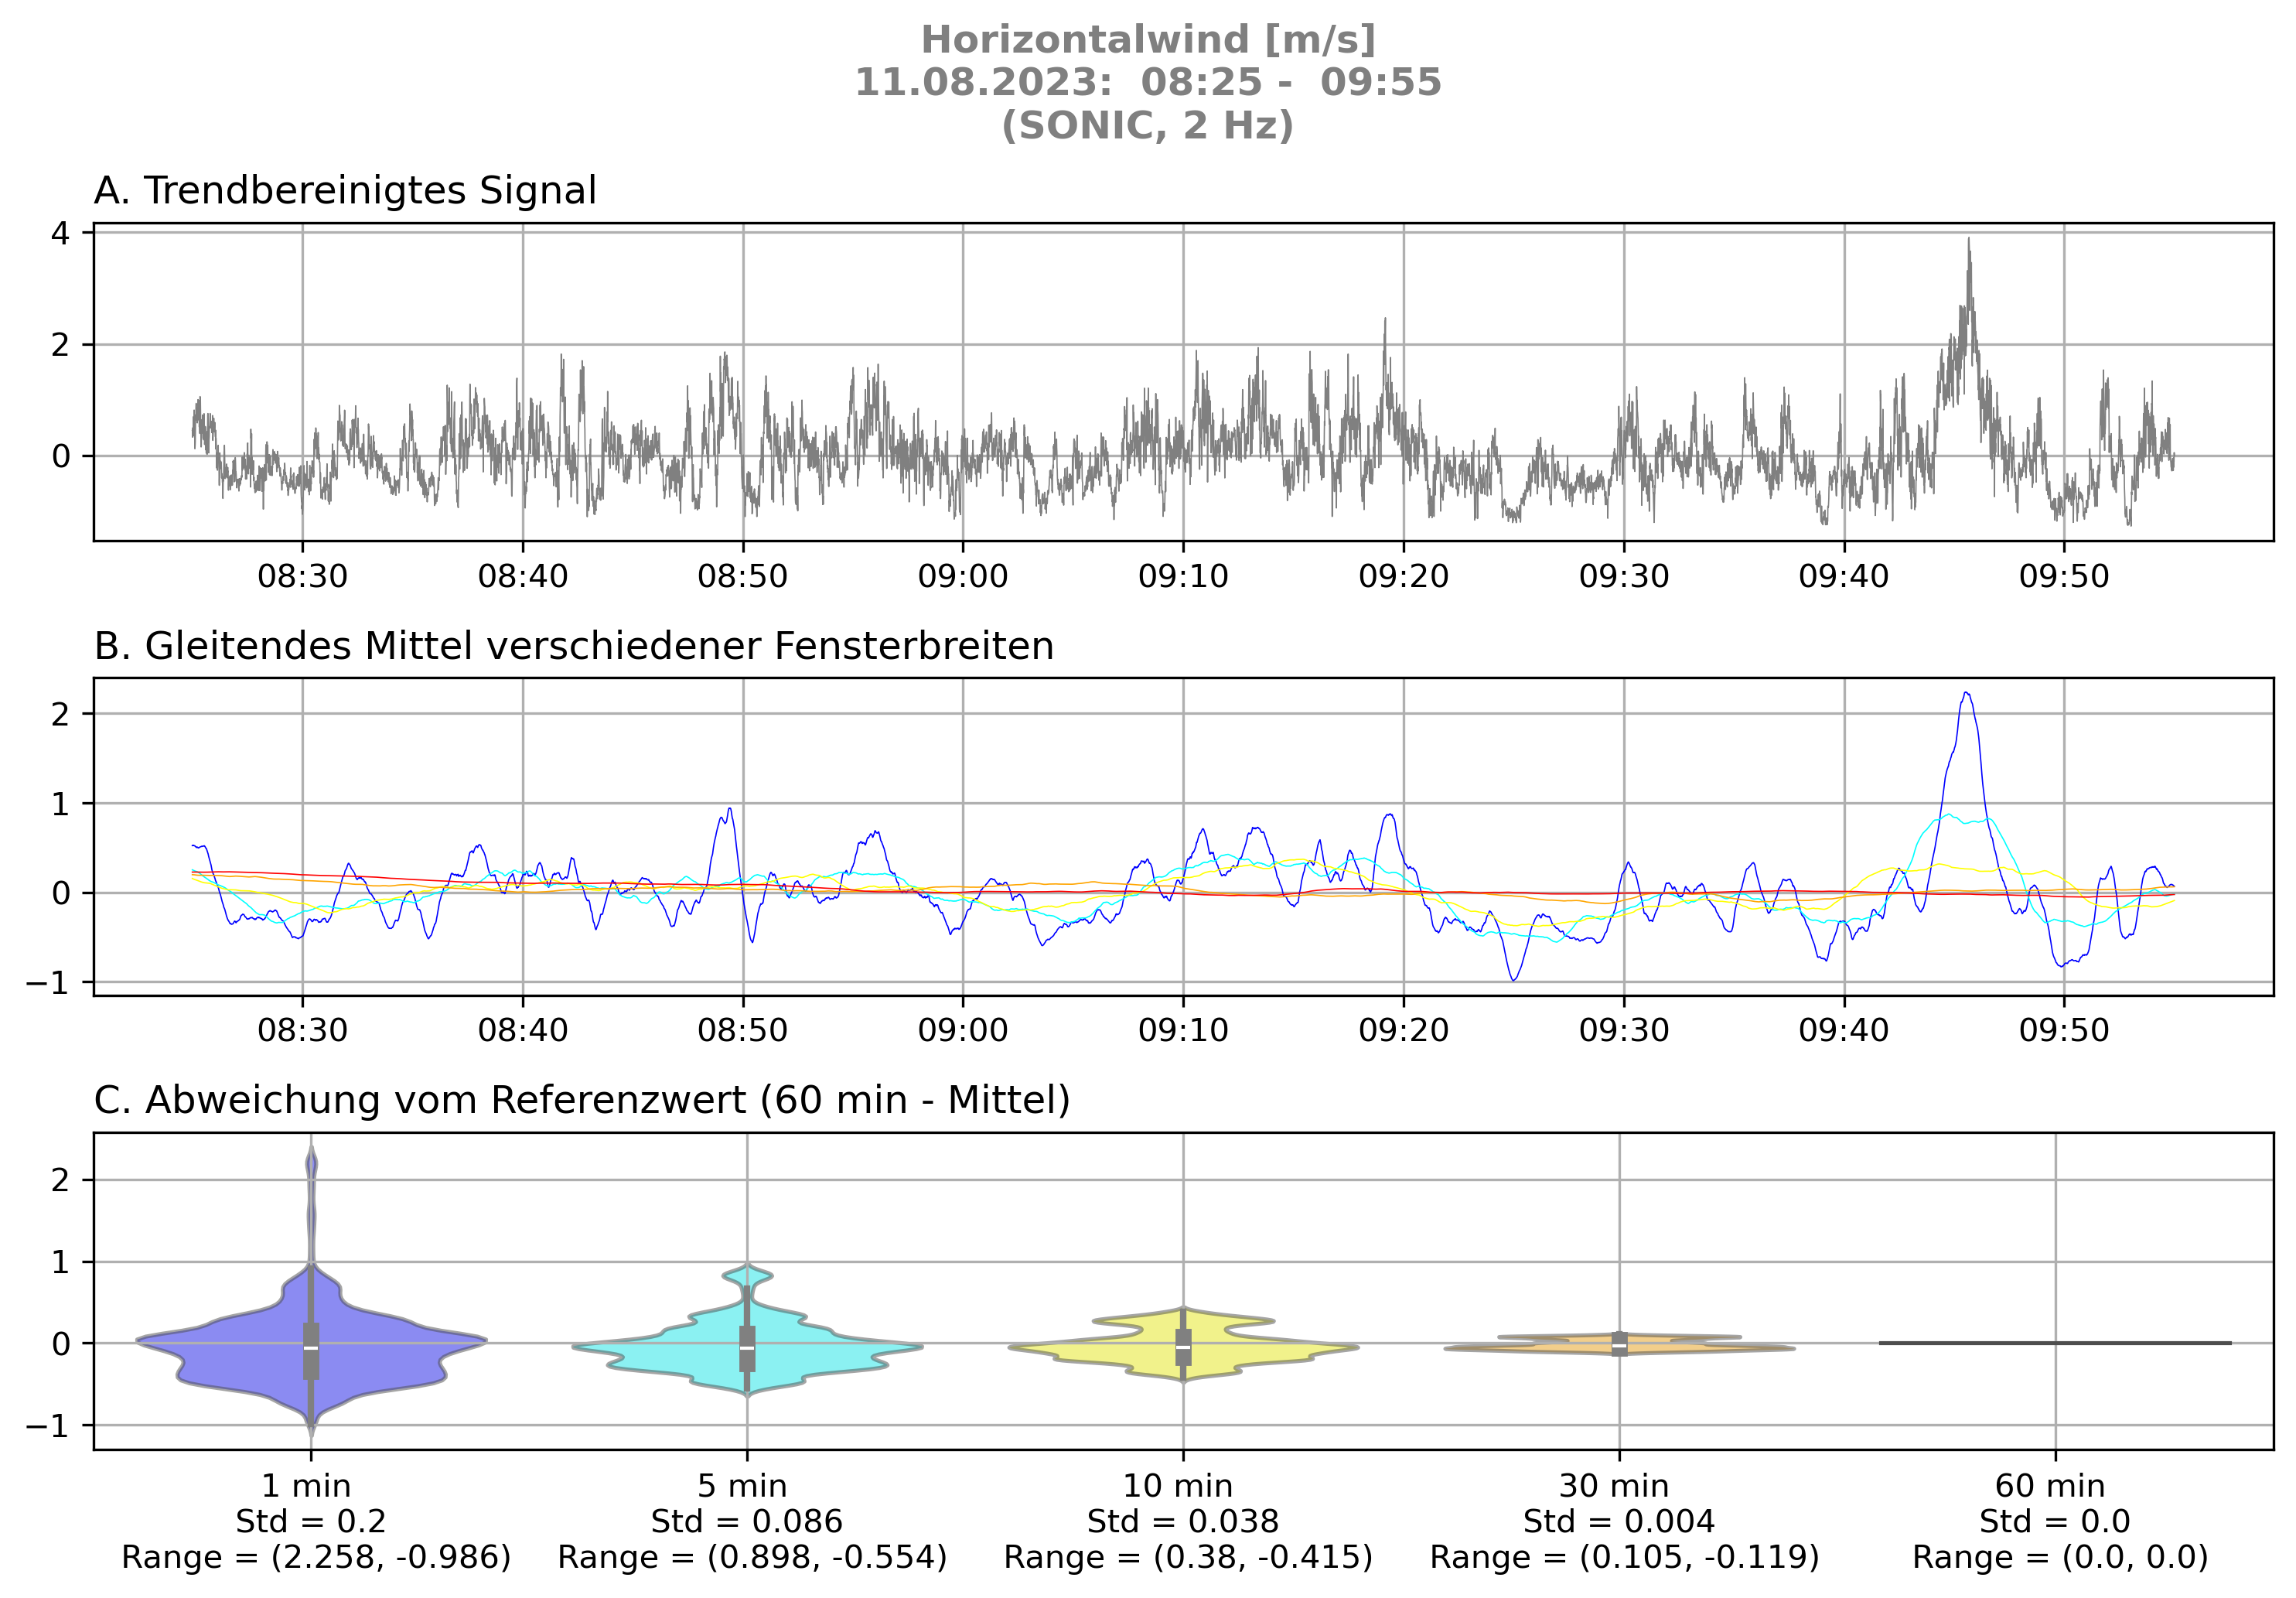 Horizontalwind [m/s]
11.08.2023:  08:25 -  09:55
(SONIC, 2 Hz)
A. Trendbereinigtes Signal
4
2
0
08:30 08:40 08:50 09:00 09:10 09:20 09:30 09:40 09:50
B. Gleitendes Mittel verschiedener Fensterbreiten
2
1
0
−1
08:30 08:40 08:50 09:00 09:10 09:20 09:30 09:40 09:50
C. Abweichung vom Referenzwert (60 min - Mittel)
2
1
0
−1
1 min 5 min 10 min 30 min 60 min
Std = 0.2 Std = 0.086 Std = 0.038 Std = 0.004 Std = 0.0
Range = (2.258, -0.986) Range = (0.898, -0.554) Range = (0.38, -0.415) Range = (0.105, -0.119) Range = (0.0, 0.0)